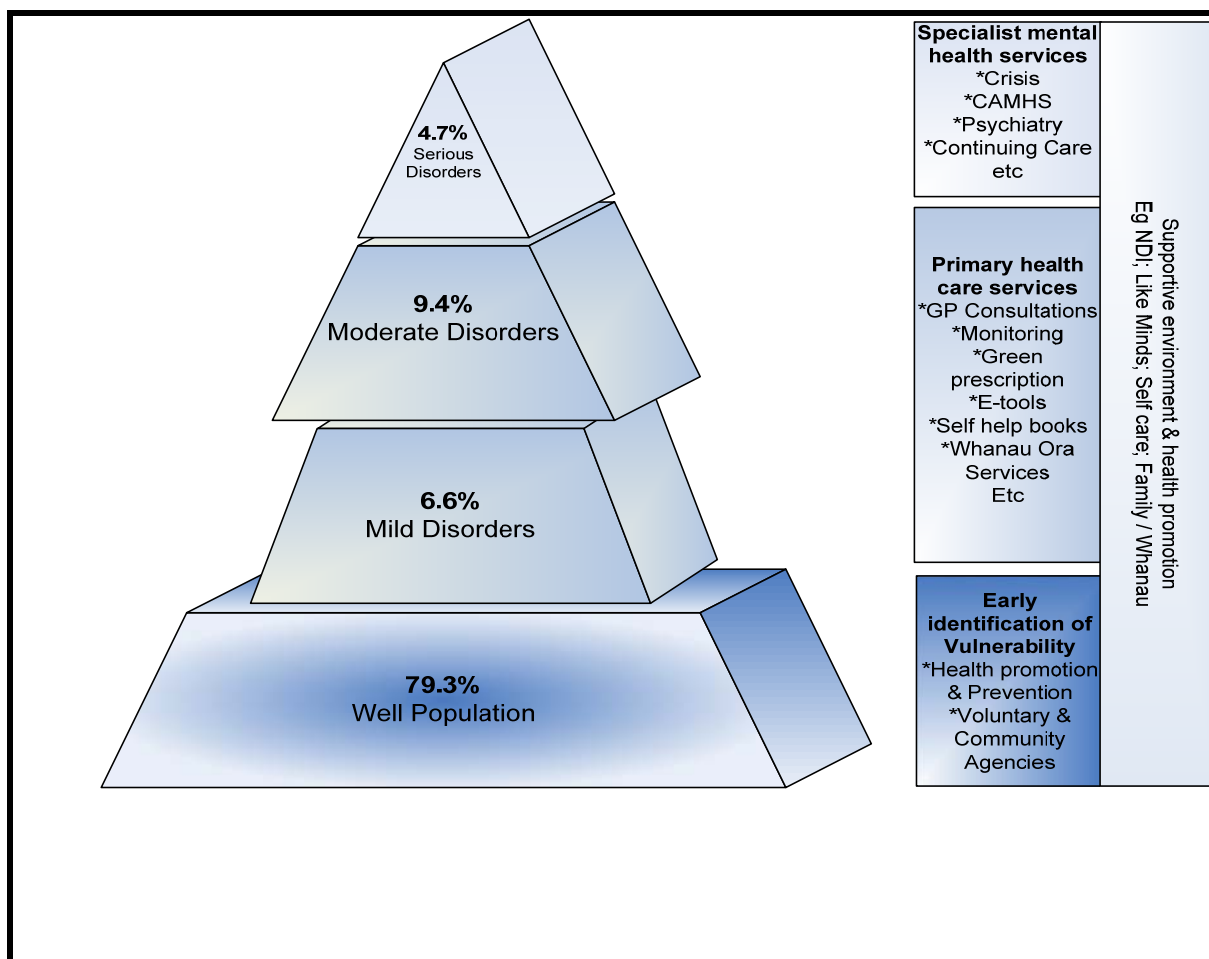 4.7%
Serious
Disorders
9.4%
Moderate Disorders
6.6%
Mild Disorders
79.3%
Well Population
Specialist mental
health services
*Crisis
*CAMHS
*Psychiatry
*Continuing Care
etc
Primary health
care services
*GP Consultations
*Monitoring
*Green
prescription
*E-tools
*Self help books
*Whanau Ora
Services
Etc
Early
identification of
Vulnerability
*Health promotion
& Prevention
*Voluntary &
Community
Agencies
Supportive environment & health promotion
Eg NDI; Like Minds; Self care; Family / Whanau